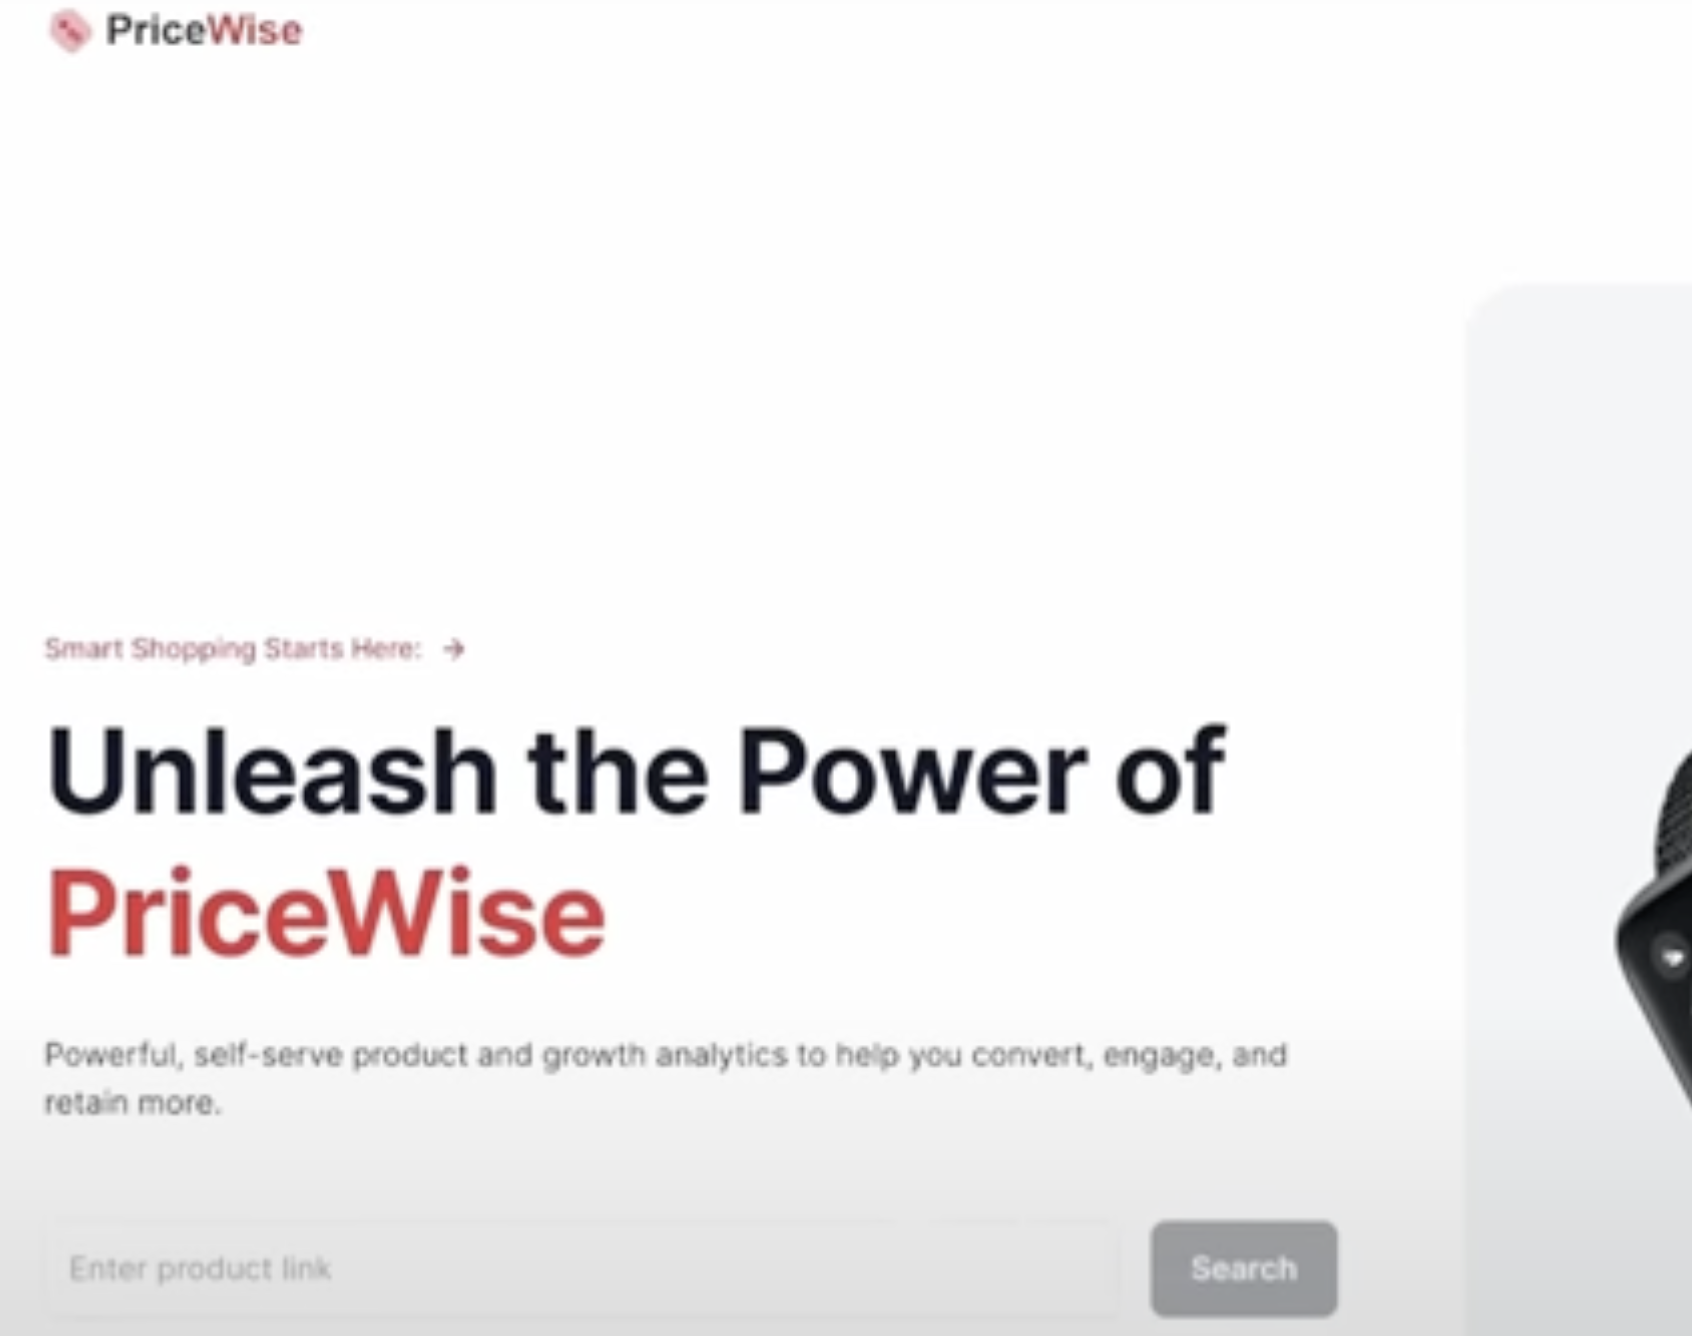 PriceWise
Smart Shopping Starts Here:
Unleash the Power of
PriceWise
Powerful, self-serve product and growth analytics to help you convert, engage, and
retain more.
Enter product link
Search